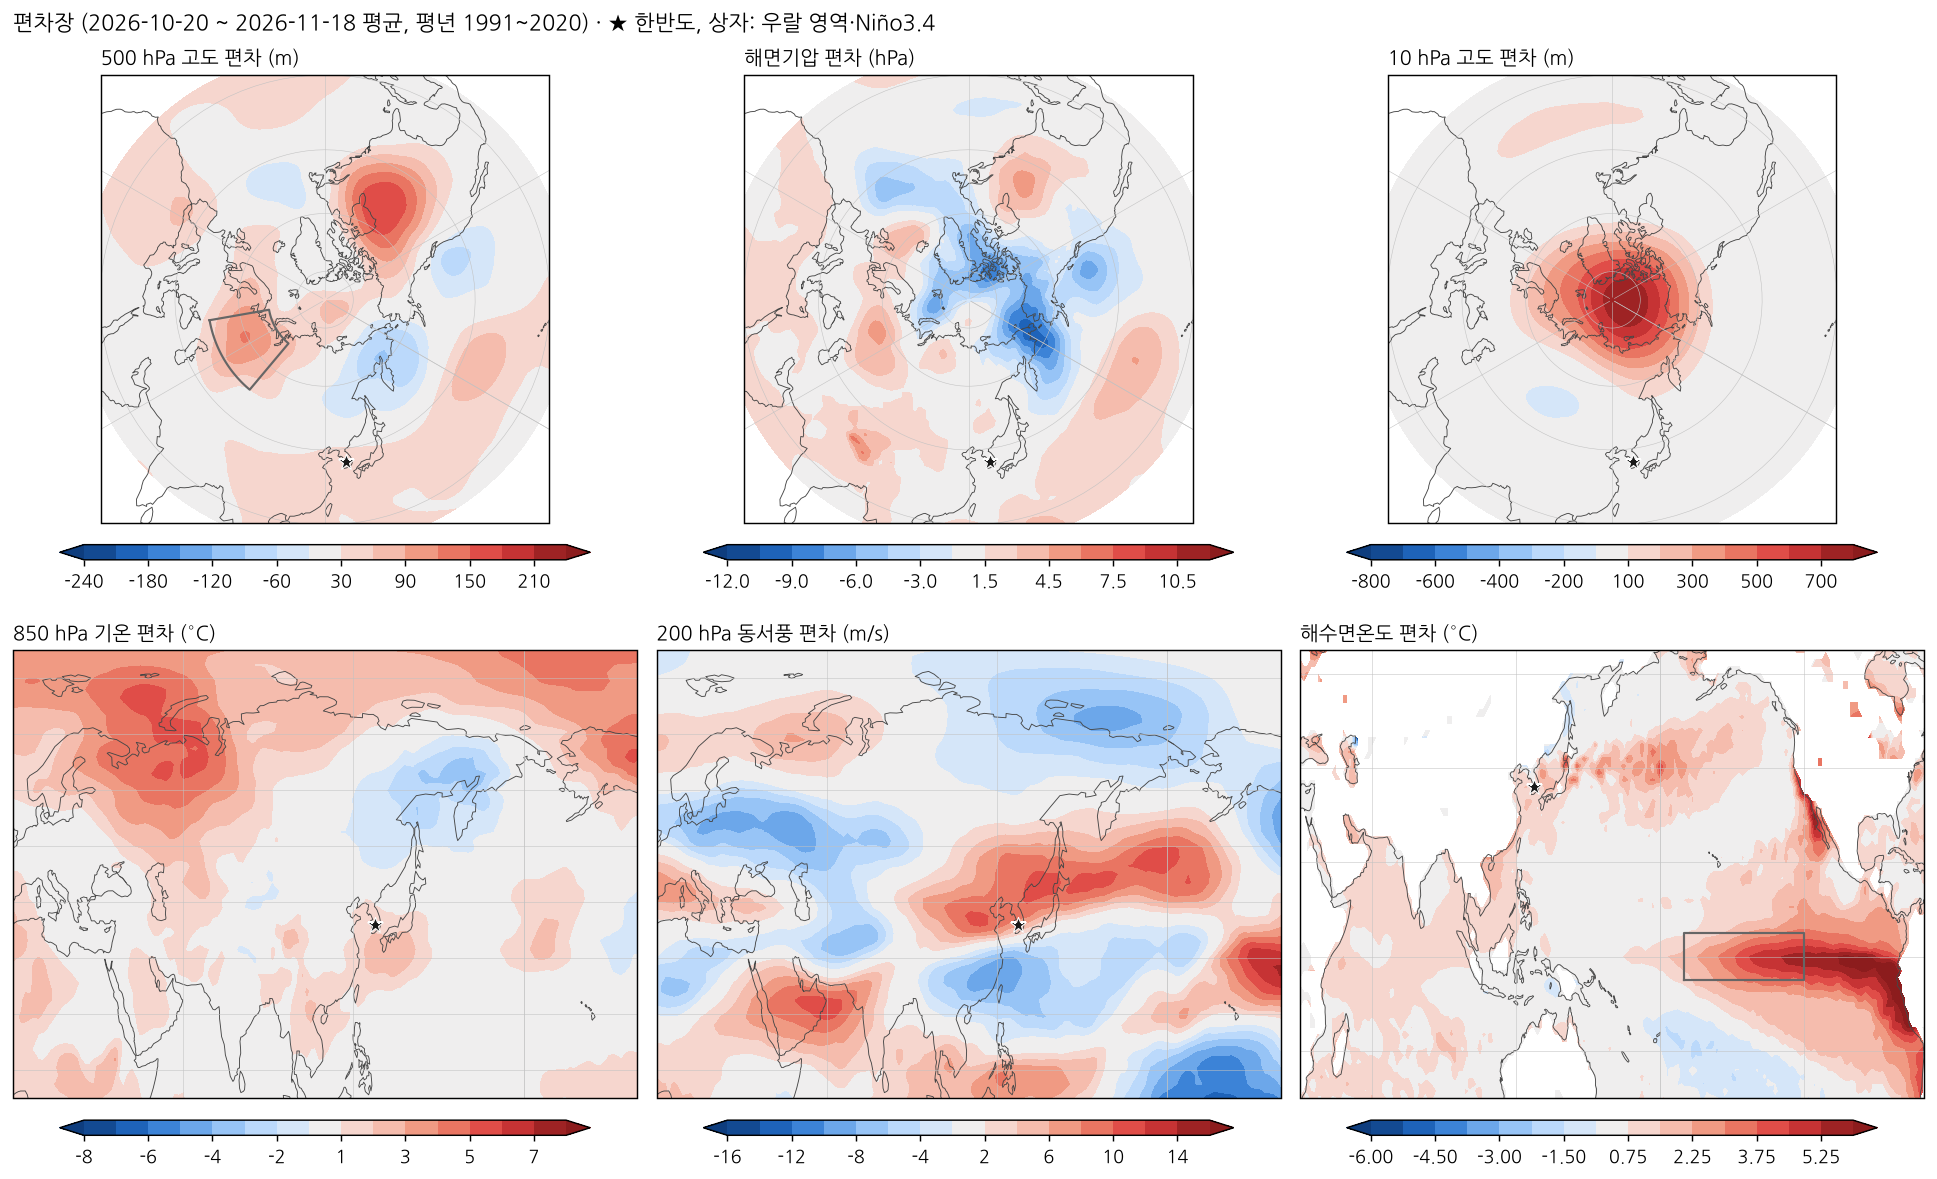 편차장 (2026-10-20 ~ 2026-11-18 평균, 평년 1991~2020) · ★ 한반도, 상자: 우랄 영역·Niño3.4
500 hPa 고도 편차 (m)
해면기압 편차 (hPa)
10 hPa 고도 편차 (m)
-240 -180 -120 -60 30 90 150 210
-12.0 -9.0 -6.0 -3.0 1.5 4.5 7.5 10.5
-800 -600 -400 -200 100 300 500 700
850 hPa 기온 편차 (°C)
200 hPa 동서풍 편차 (m/s)
해수면온도 편차 (°C)
-8 -6 -4 -2 1 3 5 7
-16 -12 -8 -4 2 6 10 14
-6.00 -4.50 -3.00 -1.50 0.75 2.25 3.75 5.25